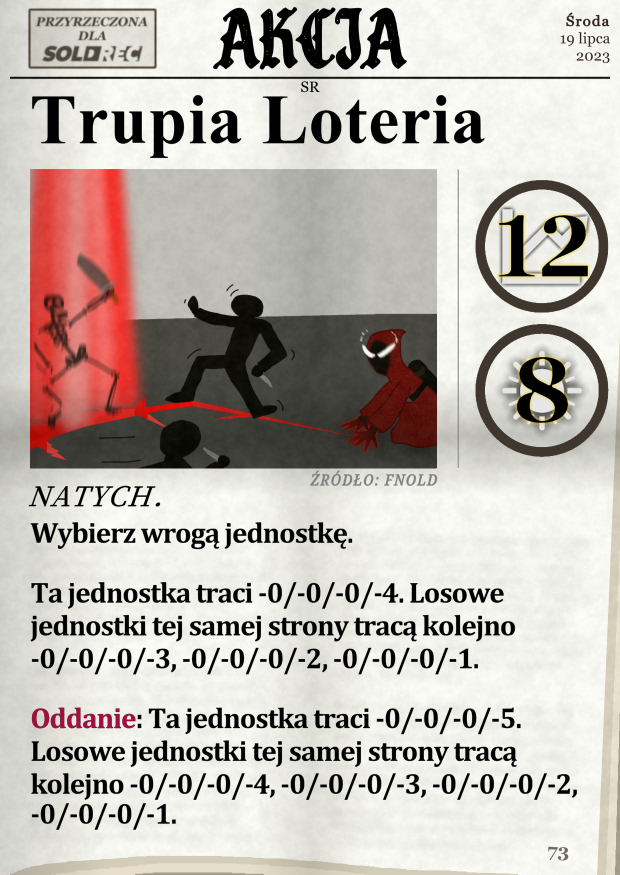 PRZYRZECZONA
DLA
SOLDREC
AKCJA
Środa
19 lipca
2023
SR
Trupia Loteria
12
8
ŹRÓDŁO: FNOLD
NATYCH.
Wybierz wrogą jednostkę.
Ta jednostka traci -0/-0/-0/-4. Losowe
jednostki tej samej strony tracą kolejno
-0/-0/-0/-3, -0/-0/-0/-2, -0/-0/-0/-1.
Oddanie: Ta jednostka traci -0/-0/-0/-5.
Losowe jednostki tej samej strony tracą
kolejno -0/-0/-0/-4, -0/-0/-0/-3, -0/-0/-0/-2,
-0/-0/-0/-1.
73